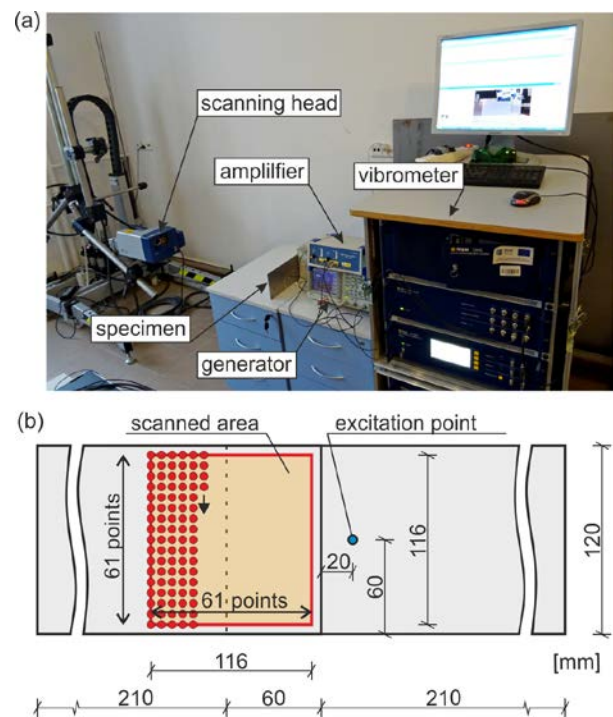 (a)
scanning head
amplilfier
vibrometer
specimen
generator
(b)
scanned area
excitation point
61 points
61 points
20
60
116
120
116
[mm]
210
60
210